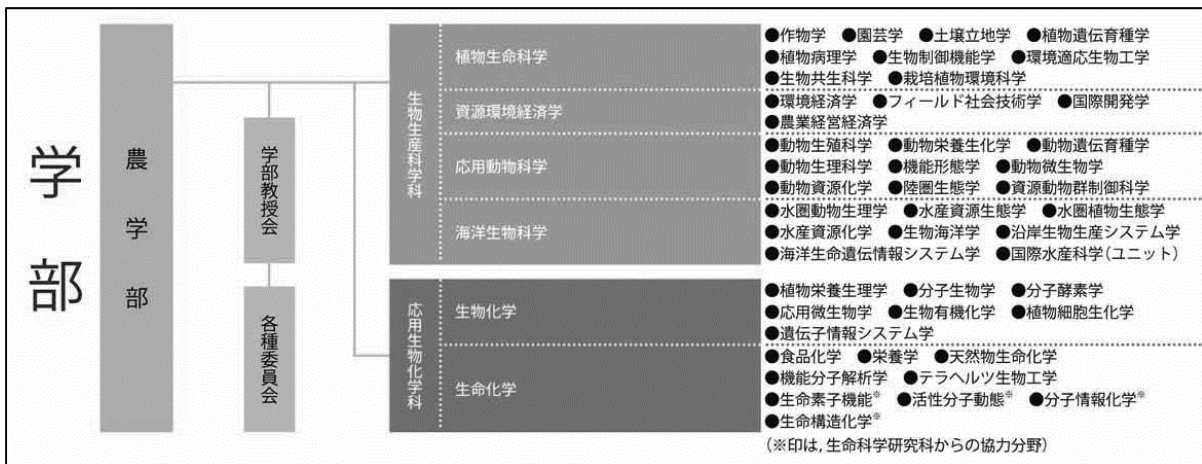 学部
農学部
学部教授会
各種委員会
生物生産科学科
植物生命科学
●作物学 ●園芸学 ●土壌立地学 ●植物遺伝育種学
●植物病理学 ●生物制御機能学 ●環境適応生物工学
●生物共生科学 ●栽培植物環境科学
資源環境経済学
●環境経済学 ●フィールド社会技術学 ●国際開発学
●農業経営経済学
応用動物科学
●動物生殖科学 ●動物栄養生化学 ●動物遺伝育種学
●動物生理科学 ●機能形態学 ●動物微生物学
●動物資源化学 ●陸圏生態学 ●資源動物群制御科学
海洋生物科学
●水圏動物生理学 ●水産資源生態学 ●水圏植物生態学
●水産資源化学 ●生物海洋学 ●沿岸生物生産システム学
●海洋生命遺伝情報システム学 ●国際水産科学(ユニット)
応用生物化学科
生物化学
●植物栄養生理学 ●分子生物学 ●分子酵素学
●応用微生物学 ●生物有機化学 ●植物細胞生化学
●遺伝子情報システム学
生命化学
●食品化学 ●栄養学 ●天然物生命化学
●機能分子解析学 ●テラヘルツ生物工学
●生命素子機能※ ●活性分子動態※ ●分子情報化学※
●生命構造化学※
(※印は,生命科学研究科からの協力分野)